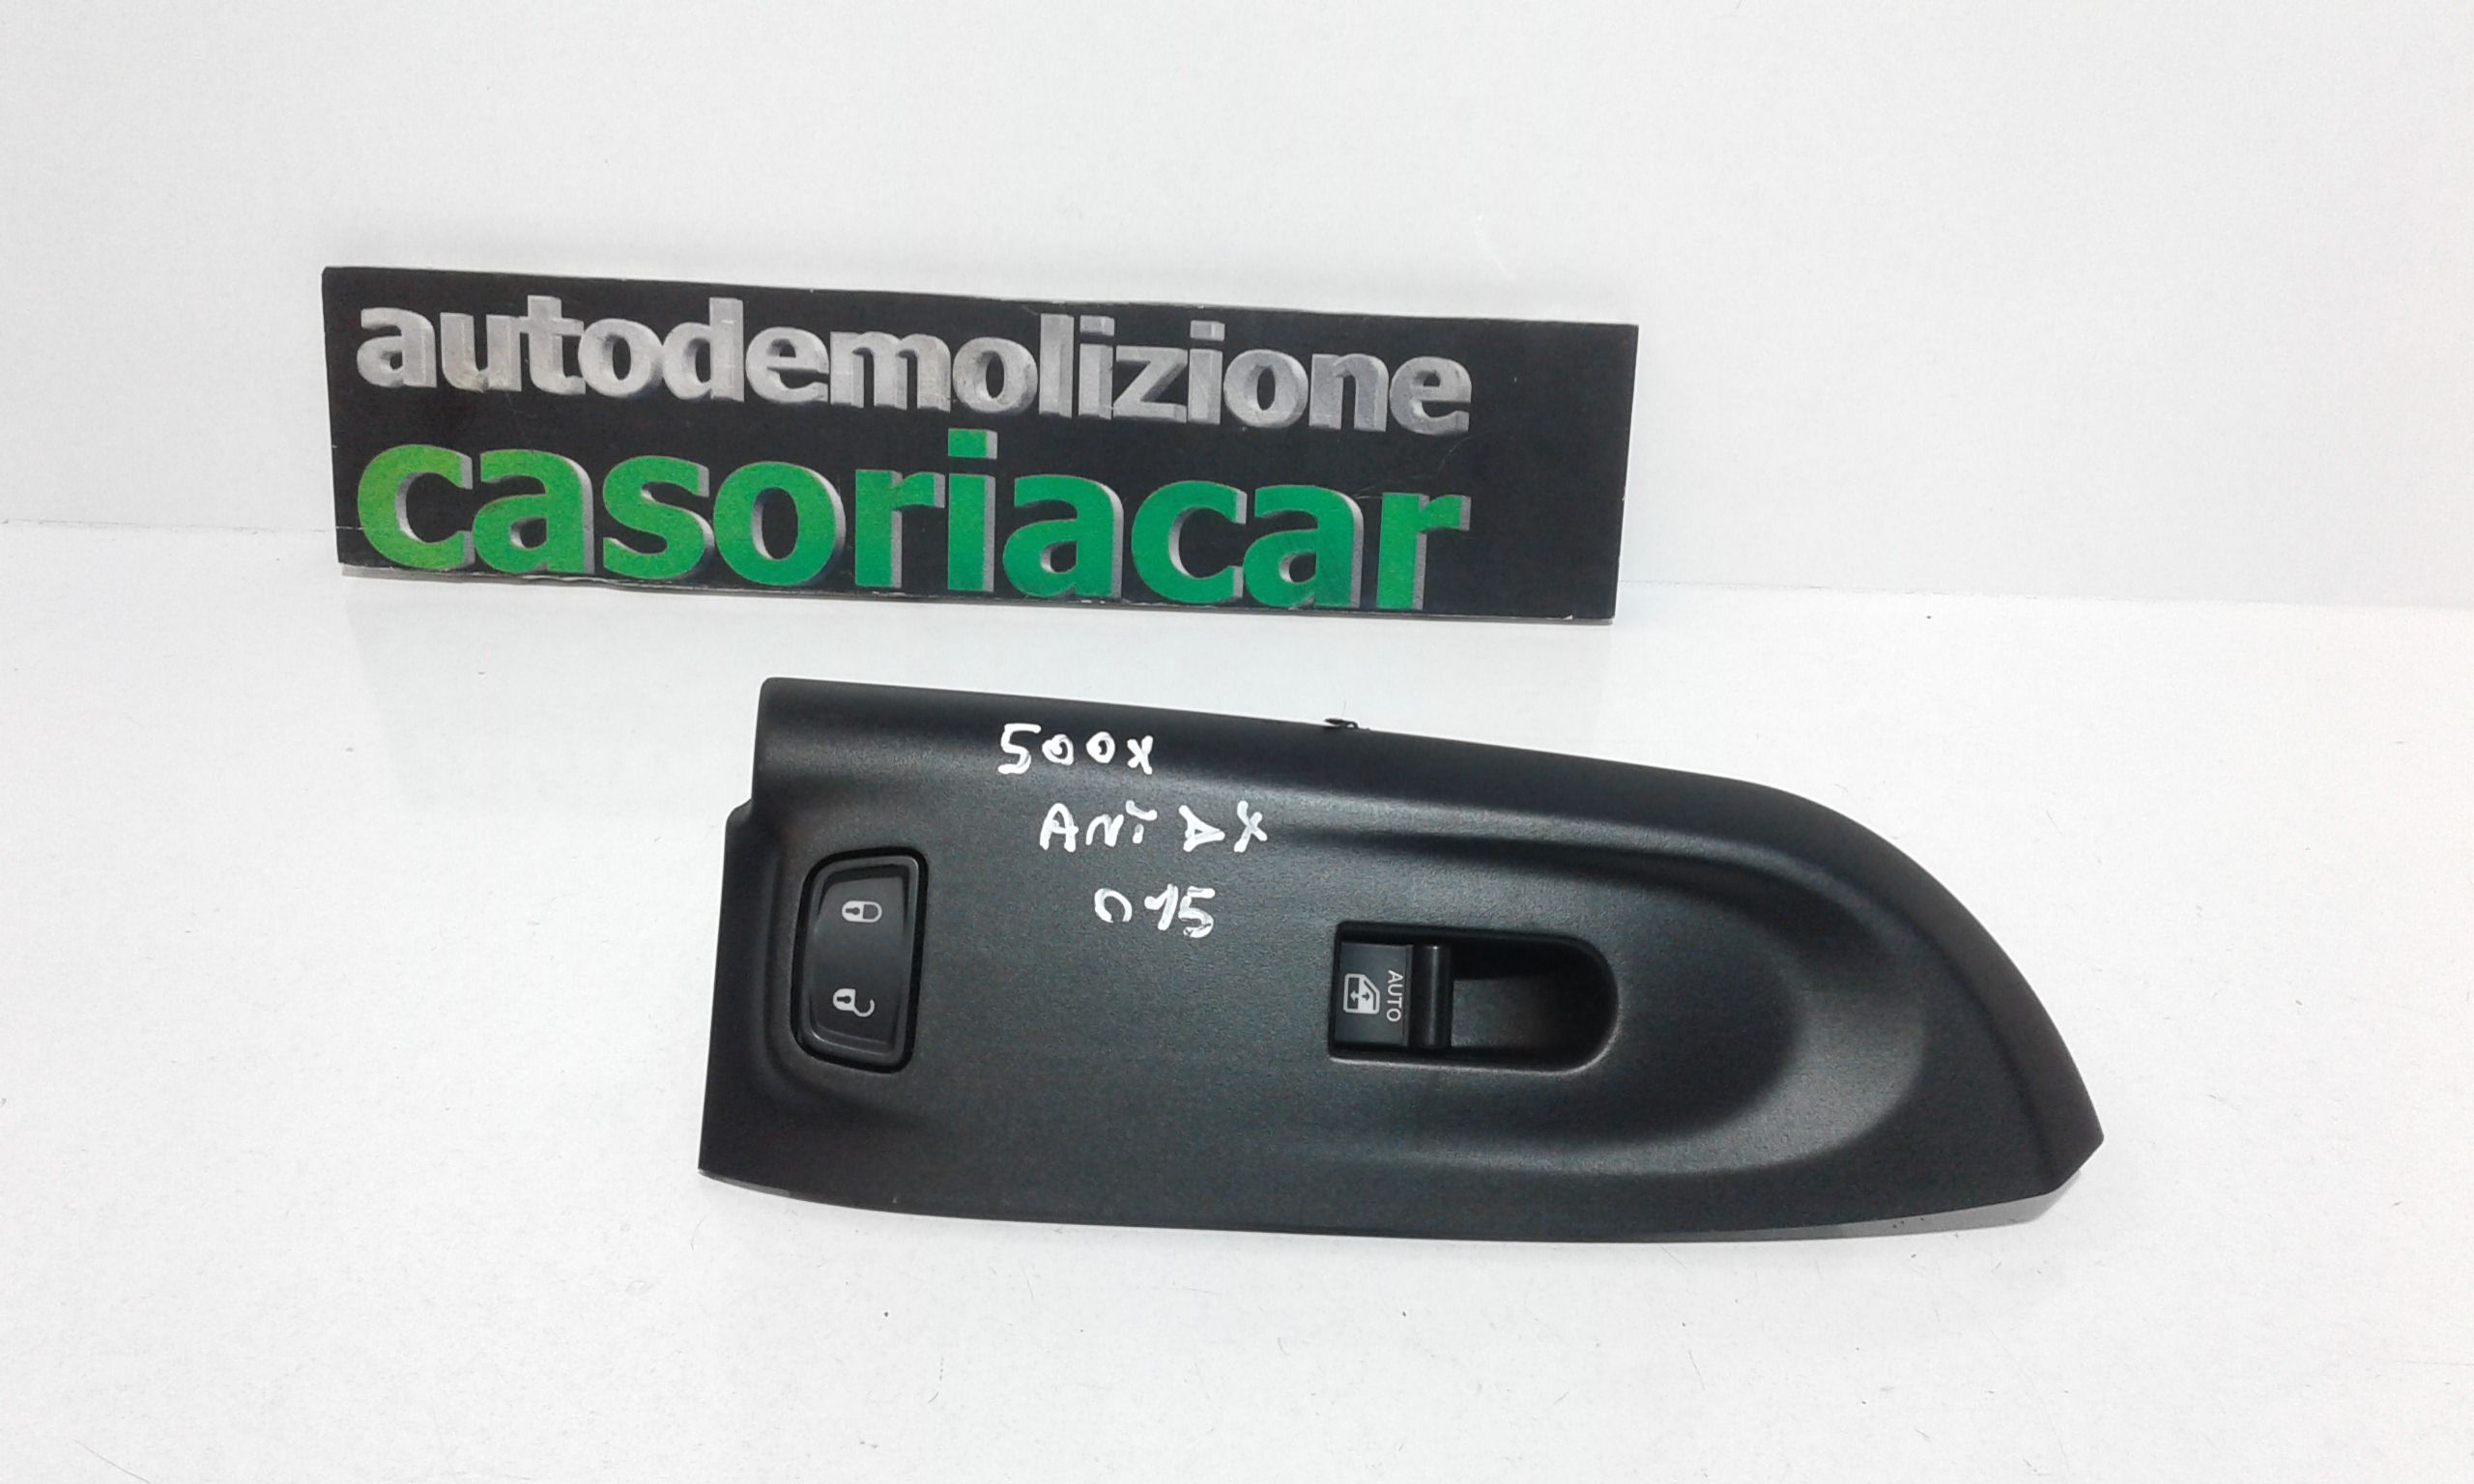 autodemolizione
casoriacar
500X
ANT DX
015
AUTO